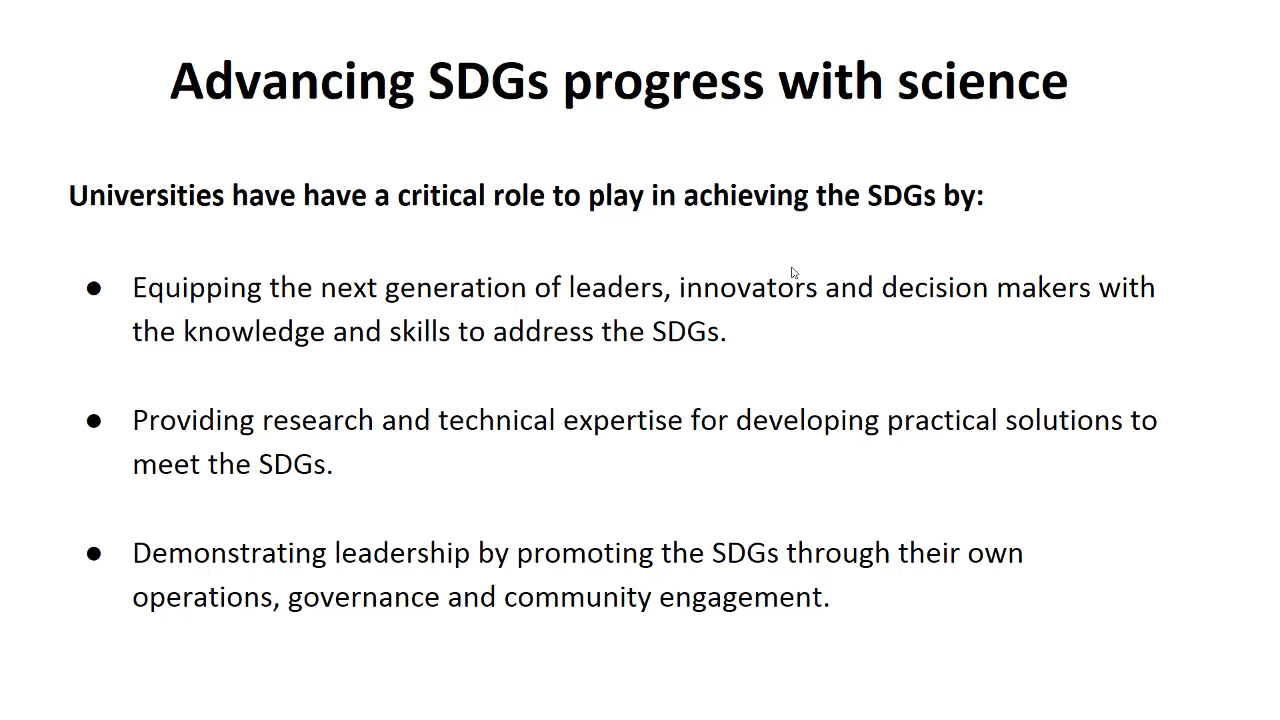 Advancing SDGs progress with science
Universities have have a critical role to play in achieving the SDGs by:
● Equipping the next generation of leaders, innovators and decision makers with
the knowledge and skills to address the SDGs.
● Providing research and technical expertise for developing practical solutions to
meet the SDGs.
● Demonstrating leadership by promoting the SDGs through their own
operations, governance and community engagement.